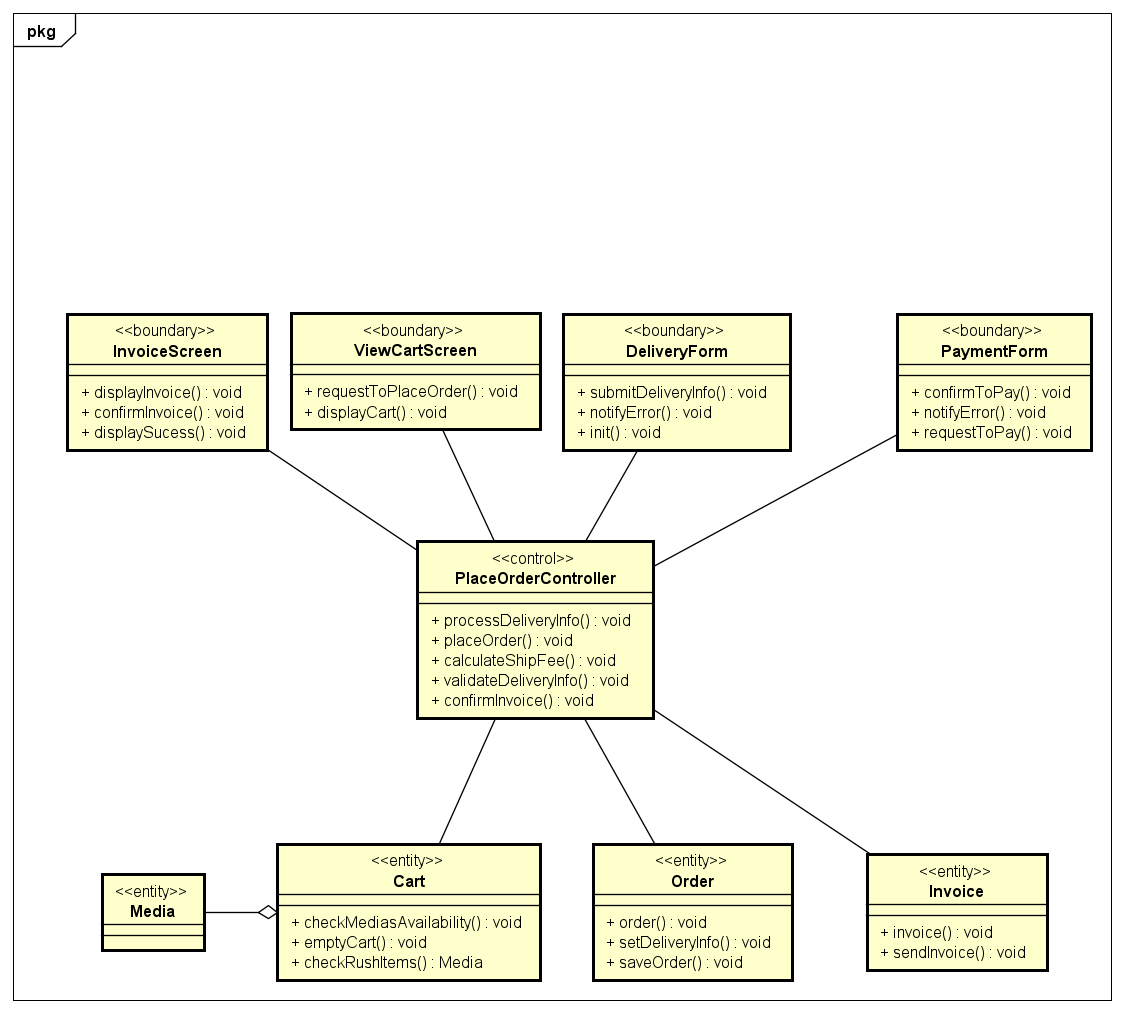 pkg
<<boundary>>
InvoiceScreen
+ displayInvoice() : void
+ confirmInvoice() : void
+ displaySucess() : void
<<boundary>>
ViewCartScreen
+ requestToPlaceOrder() : void
+ displayCart() : void
<<boundary>>
DeliveryForm
+ submitDeliveryInfo() : void
+ notifyError() : void
+ init() : void
<<boundary>>
PaymentForm
+ confirmToPay() : void
+ notifyError() : void
+ requestToPay() : void
<<control>>
PlaceOrderController
+ processDeliveryInfo() : void
+ placeOrder() : void
+ calculateShipFee() : void
+ validateDeliveryInfo() : void
+ confirmInvoice() : void
<<entity>>
Media
<<entity>>
Cart
+ checkMediasAvailability() : void
+ emptyCart() : void
+ checkRushItems() : Media
<<entity>>
Order
+ order() : void
+ setDeliveryInfo() : void
+ saveOrder() : void
<<entity>>
Invoice
+ invoice() : void
+ sendInvoice() : void